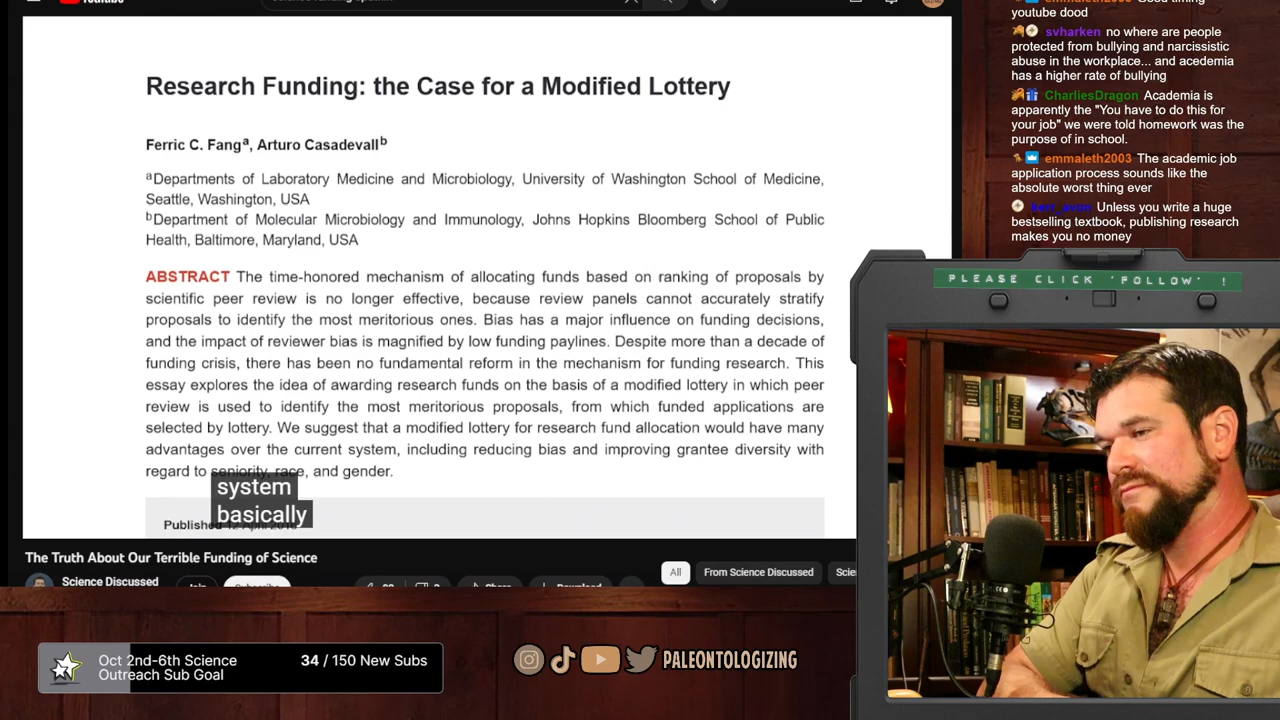 Research Funding: the Case for a Modified Lottery
Ferric C. Fangᵃ, Arturo Casadevallᵇ
ᵃDepartments of Laboratory Medicine and Microbiology, University of Washington School of Medicine,
Seattle, Washington, USA
ᵇDepartment of Molecular Microbiology and Immunology, Johns Hopkins Bloomberg School of Public
Health, Baltimore, Maryland, USA
ABSTRACT The time-honored mechanism of allocating funds based on ranking of proposals by
scientific peer review is no longer effective, because review panels cannot accurately stratify
proposals to identify the most meritorious ones. Bias has a major influence on funding decisions,
and the impact of reviewer bias is magnified by low funding paylines. Despite more than a decade of
funding crisis, there has been no fundamental reform in the mechanism for funding research. This
essay explores the idea of awarding research funds on the basis of a modified lottery in which peer
review is used to identify the most meritorious proposals, from which funded applications are
selected by lottery. We suggest that a modified lottery for research fund allocation would have many
advantages over the current system, including reducing bias and improving grantee diversity with
regard to seniority, race, and gender.
system
basically
Published 12 April
The Truth About Our Terrible Funding of Science
Science Discussed
All
From Science Discussed
youtube dood
svharken no where are people
protected from bullying and narcissistic
abuse in the workplace... and acedemia
has a higher rate of bullying
CharliesDragon Academia is
apparently the "You have to do this for
your job" we were told homework was the
purpose of in school.
emmaleth2003 The academic job
application process sounds like the
absolute worst thing ever
Unless you write a huge
bestselling textbook, publishing research
makes you no money
PLEASE CLICK 'FOLLOW' !
Oct 2nd-6th Science
Outreach Sub Goal
34 / 150 New Subs
PALEONTOLOGIZING